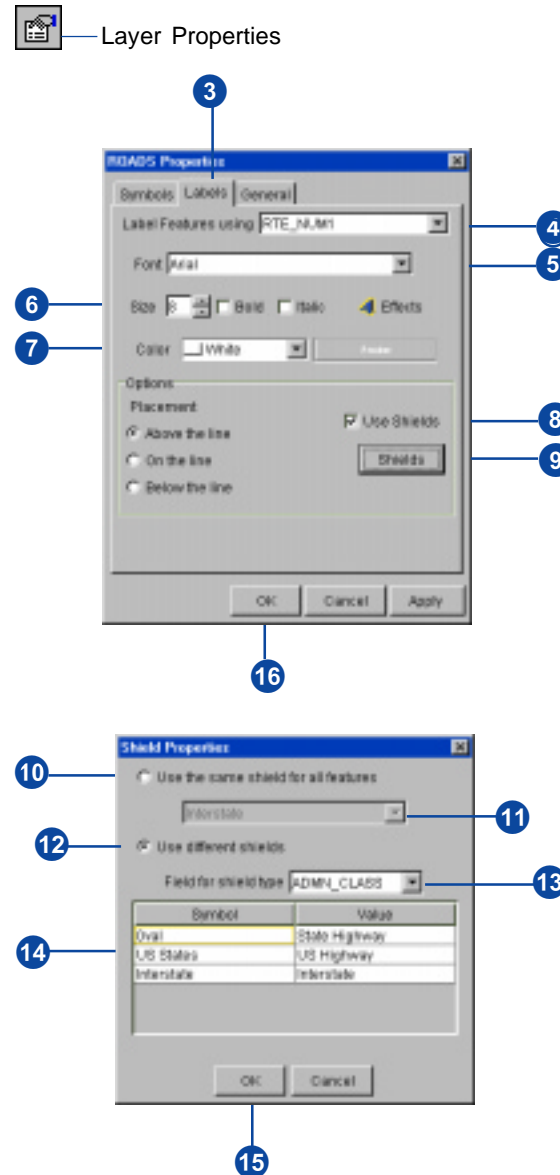 Layer Properties
3
ROADS Properties
Symbols Labels General
Label Features using RTE_NUM1
4
Font Arial
5
6
Size 8 Bold Italic Effects
7
Color White
Options
Placement
8
Use Shields
Above the line
9
On the line
Shields
Below the line
OK Cancel Apply
16
Shield Properties
10
Use the same shield for all features
Interstate
11
12
Use different shields
Field for shield type ADMN_CLASS
13
Symbol Value
14
Oval State Highway
US States US Highway
Interstate Interstate
OK Cancel
15